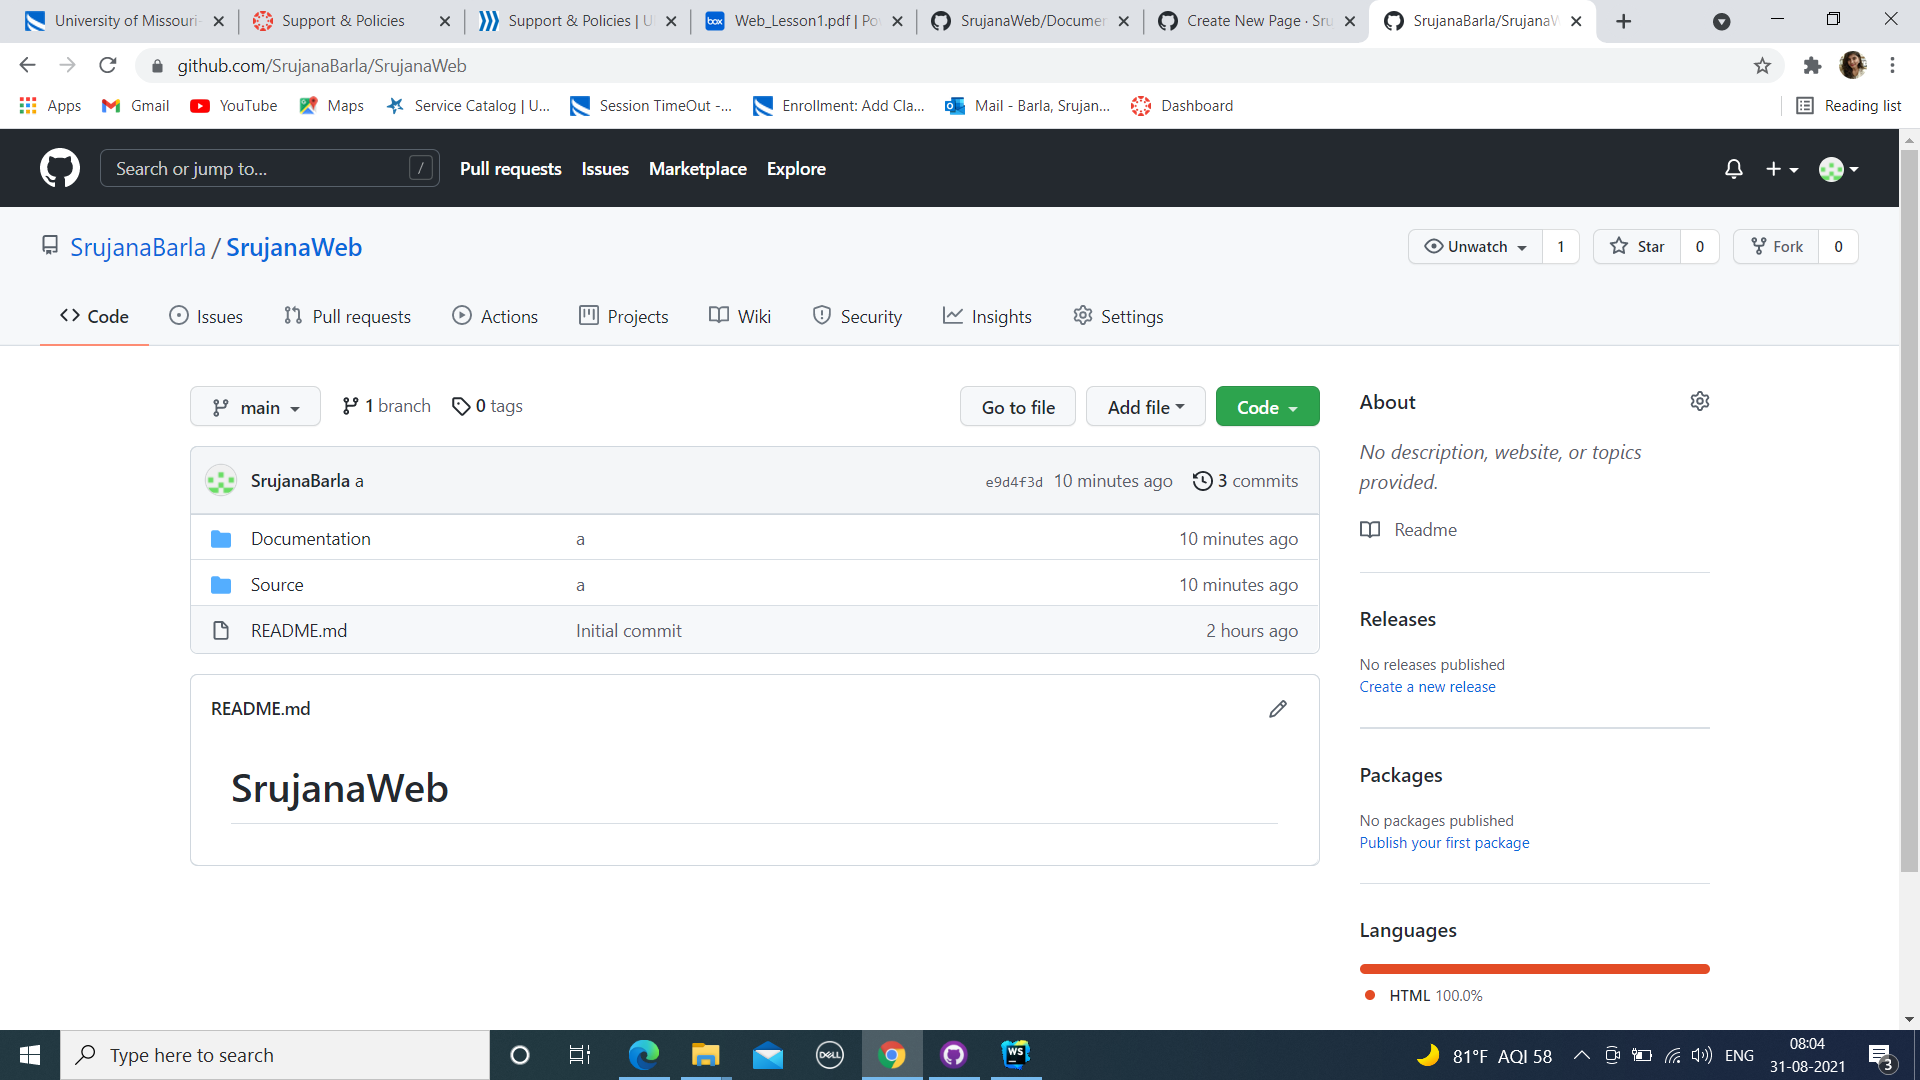 University of Missouri-
Support & Policies
Support & Policies | U
Web_Lesson1.pdf | Po
SrujanaWeb/Documen
Create New Page · Sru
SrujanaBarla/SrujanaW
github.com/SrujanaBarla/SrujanaWeb
Apps
Gmail
YouTube
Maps
Service Catalog | U...
Session TimeOut -...
Enrollment: Add Cla...
Mail - Barla, Srujan...
Dashboard
Reading list
Search or jump to...
/
Pull requests
Issues
Marketplace
Explore
SrujanaBarla / SrujanaWeb
Unwatch
1
Star
0
Fork
0
Code
Issues
Pull requests
Actions
Projects
Wiki
Security
Insights
Settings
main
1 branch
0 tags
Go to file
Add file
Code
SrujanaBarla a
e9d4f3d
10 minutes ago
3 commits
Documentation
a
10 minutes ago
Source
a
10 minutes ago
README.md
Initial commit
2 hours ago
README.md
SrujanaWeb
About
No description, website, or topics
provided.
Readme
Releases
No releases published
Create a new release
Packages
No packages published
Publish your first package
Languages
HTML 100.0%
Type here to search
box
DELL
WS
81°F AQI 58
ENG
08:04
31-08-2021
3